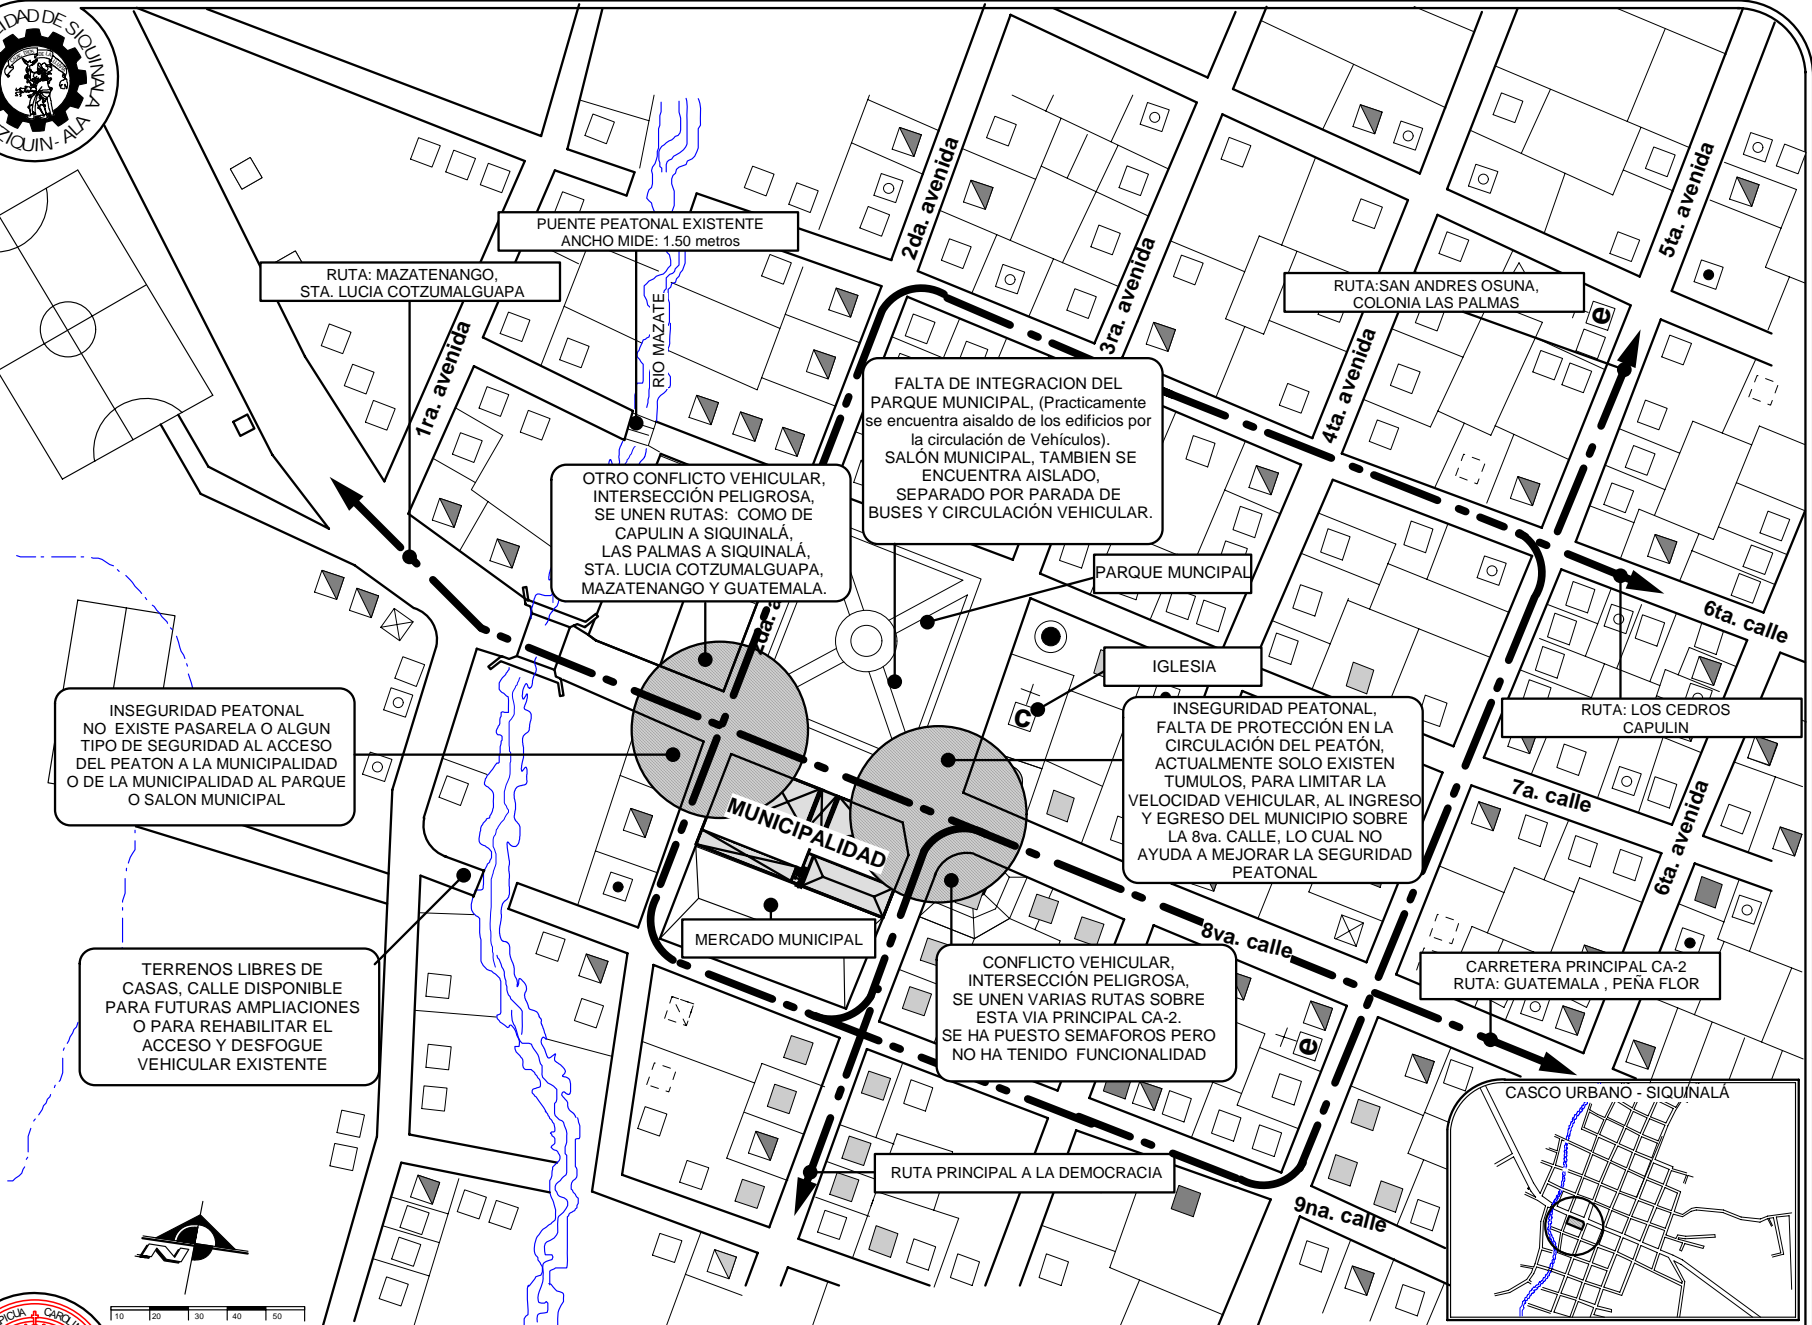 IDAD DE SIQUINALA
ZIQUIN- ALA
PUENTE PEATONAL EXISTENTE
ANCHO MIDE: 1.50 metros
RUTA: MAZATENANGO,
STA. LUCIA COTZUMALGUAPA
RUTA:SAN ANDRES OSUNA,
COLONIA LAS PALMAS
1ra. avenida
2da. avenida
3ra. avenida
4ta. avenida
5ta. avenida
RIO MAZATE
e
FALTA DE INTEGRACION DEL
PARQUE MUNICIPAL, (Practicamente
se encuentra aisaldo de los edificios por
la circulación de Vehículos).
SALÓN MUNICIPAL, TAMBIEN SE
ENCUENTRA AISLADO,
SEPARADO POR PARADA DE
BUSES Y CIRCULACIÓN VEHICULAR.
OTRO CONFLICTO VEHICULAR,
INTERSECCIÓN PELIGROSA,
SE UNEN RUTAS: COMO DE
CAPULIN A SIQUINALÁ,
LAS PALMAS A SIQUINALÁ,
STA. LUCIA COTZUMALGUAPA,
MAZATENANGO Y GUATEMALA.
2da. a
PARQUE MUNCIPAL
6ta. calle
IGLESIA
C
INSEGURIDAD PEATONAL
NO EXISTE PASARELA O ALGUN
TIPO DE SEGURIDAD AL ACCESO
DEL PEATON A LA MUNICIPALIDAD
O DE LA MUNICIPALIDAD AL PARQUE
O SALON MUNICIPAL
INSEGURIDAD PEATONAL,
FALTA DE PROTECCIÓN EN LA
CIRCULACIÓN DEL PEATÓN,
ACTUALMENTE SOLO EXISTEN
TUMULOS, PARA LIMITAR LA
VELOCIDAD VEHICULAR, AL INGRESO
Y EGRESO DEL MUNICIPIO SOBRE
LA 8va. CALLE, LO CUAL NO
AYUDA A MEJORAR LA SEGURIDAD
PEATONAL
RUTA: LOS CEDROS
CAPULIN
7a. calle
6ta. avenida
MUNICIPALIDAD
MERCADO MUNICIPAL
8va. calle
TERRENOS LIBRES DE
CASAS, CALLE DISPONIBLE
PARA FUTURAS AMPLIACIONES
O PARA REHABILITAR EL
ACCESO Y DESFOGUE
VEHICULAR EXISTENTE
CONFLICTO VEHICULAR,
INTERSECCIÓN PELIGROSA,
SE UNEN VARIAS RUTAS SOBRE
ESTA VIA PRINCIPAL CA-2.
SE HA PUESTO SEMAFOROS PERO
NO HA TENIDO FUNCIONALIDAD
CARRETERA PRINCIPAL CA-2
RUTA: GUATEMALA , PEÑA FLOR
e
CASCO URBANO - SIQUINALÁ
RUTA PRINCIPAL A LA DEMOCRACIA
9na. calle
N
10 20 30 40 50